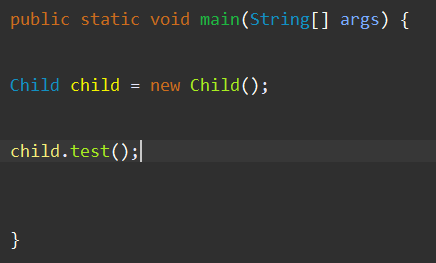 public static void main(String[] args) {
Child child = new Child();
child.test();
}